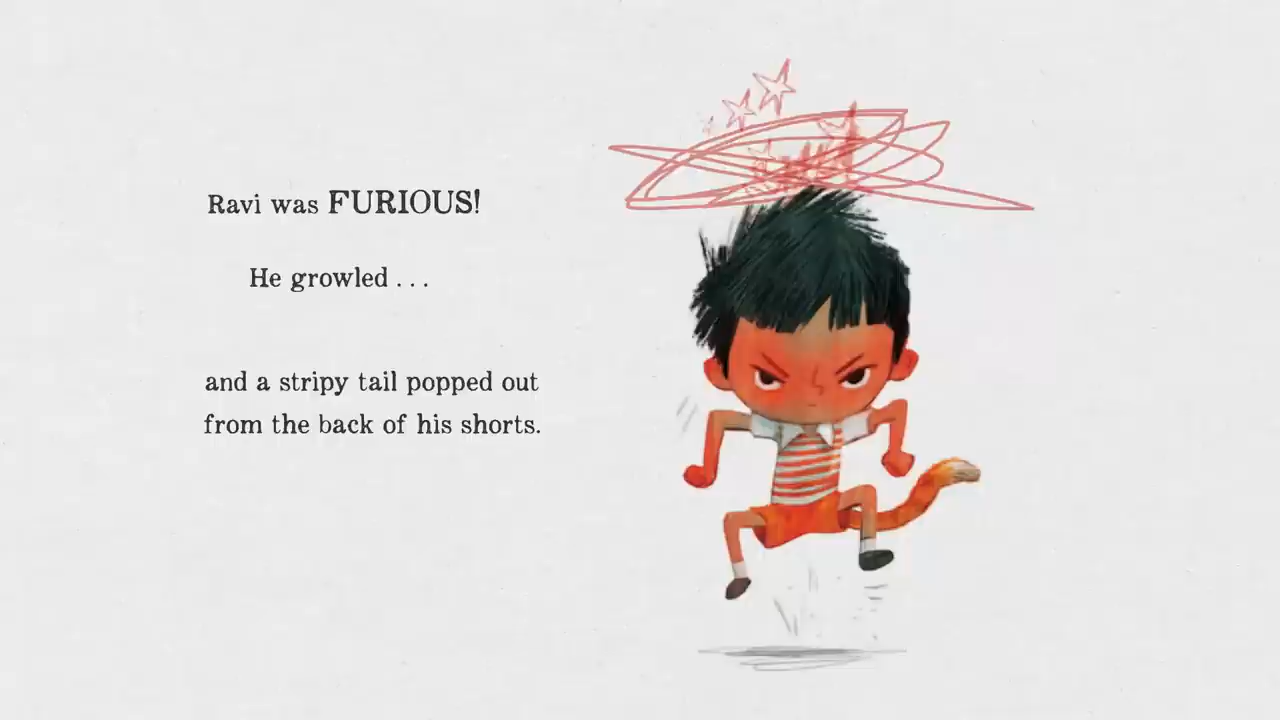 Ravi was FURIOUS!
He growled . . .
and a stripy tail popped out
from the back of his shorts.